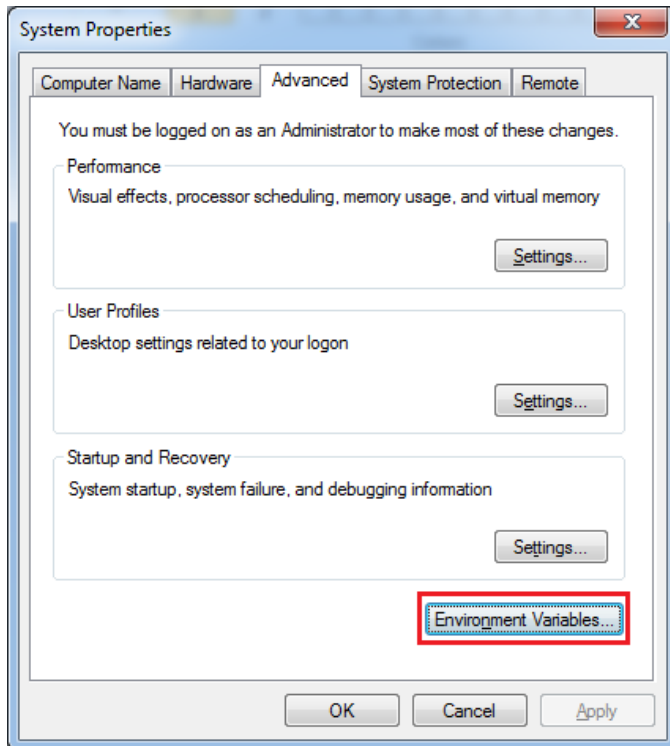 System Properties
Computer Name Hardware Advanced System Protection Remote
You must be logged on as an Administrator to make most of these changes.
Performance
Visual effects, processor scheduling, memory usage, and virtual memory
Settings...
User Profiles
Desktop settings related to your logon
Settings...
Startup and Recovery
System startup, system failure, and debugging information
Settings...
Environment Variables...
OK Cancel Apply